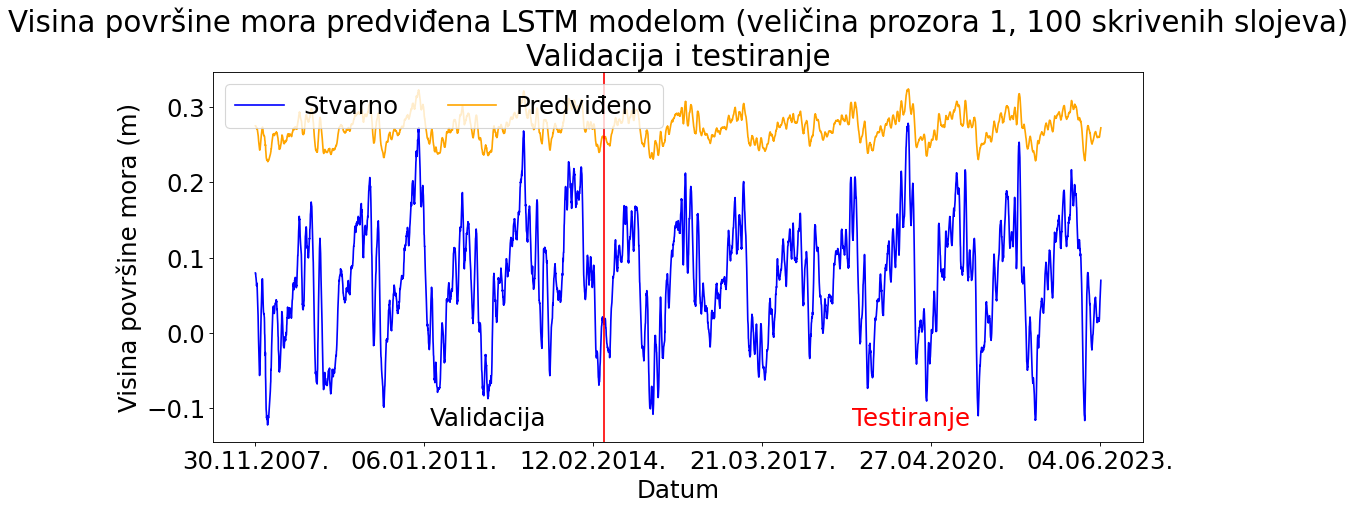 Visina površine mora predviđena LSTM modelom (veličina prozora 1, 100 skrivenih slojeva)
Validacija i testiranje
Stvarno Predviđeno
Visina površine mora (m)
0.3
0.2
0.1
0.0
−0.1
Validacija Testiranje
30.11.2007. 06.01.2011. 12.02.2014. 21.03.2017. 27.04.2020. 04.06.2023.
Datum